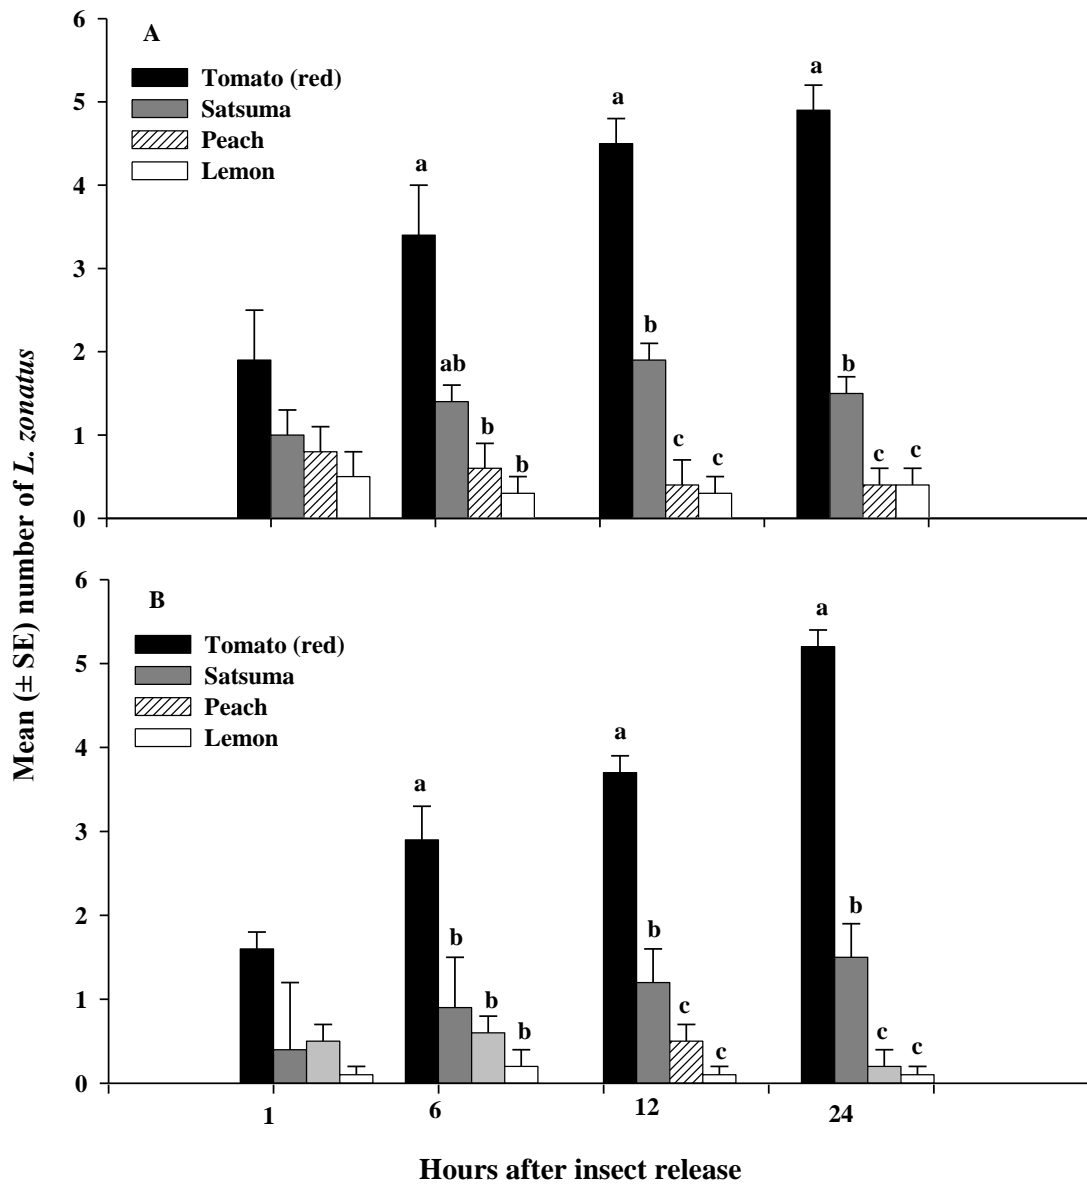 Mean (± SE) number of L. zonatus
A
Tomato (red)
Satsuma
Peach
Lemon
6
5
4
3
2
1
0
a
ab
b
b
a
b
c
c
a
b
c
c
B
Tomato (red)
Satsuma
Peach
Lemon
6
5
4
3
2
1
0
a
b
b
b
a
b
c
c
a
b
c
c
1 6 12 24
Hours after insect release